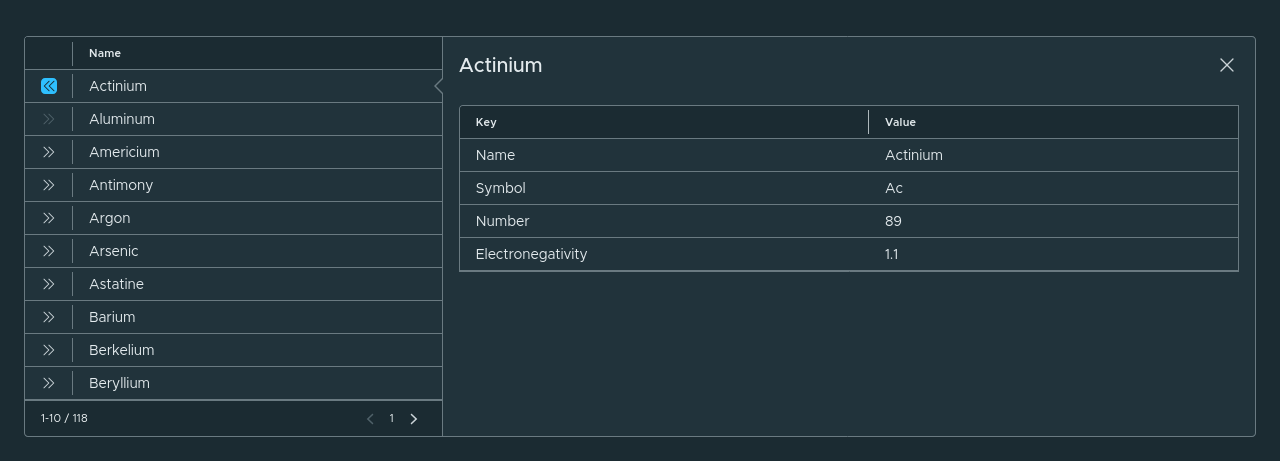 Name
Actinium
Aluminum
Americium
Antimony
Argon
Arsenic
Astatine
Barium
Berkelium
Beryllium
1-10 / 118
1
Actinium
Key Value
Name Actinium
Symbol Ac
Number 89
Electronegativity 1.1